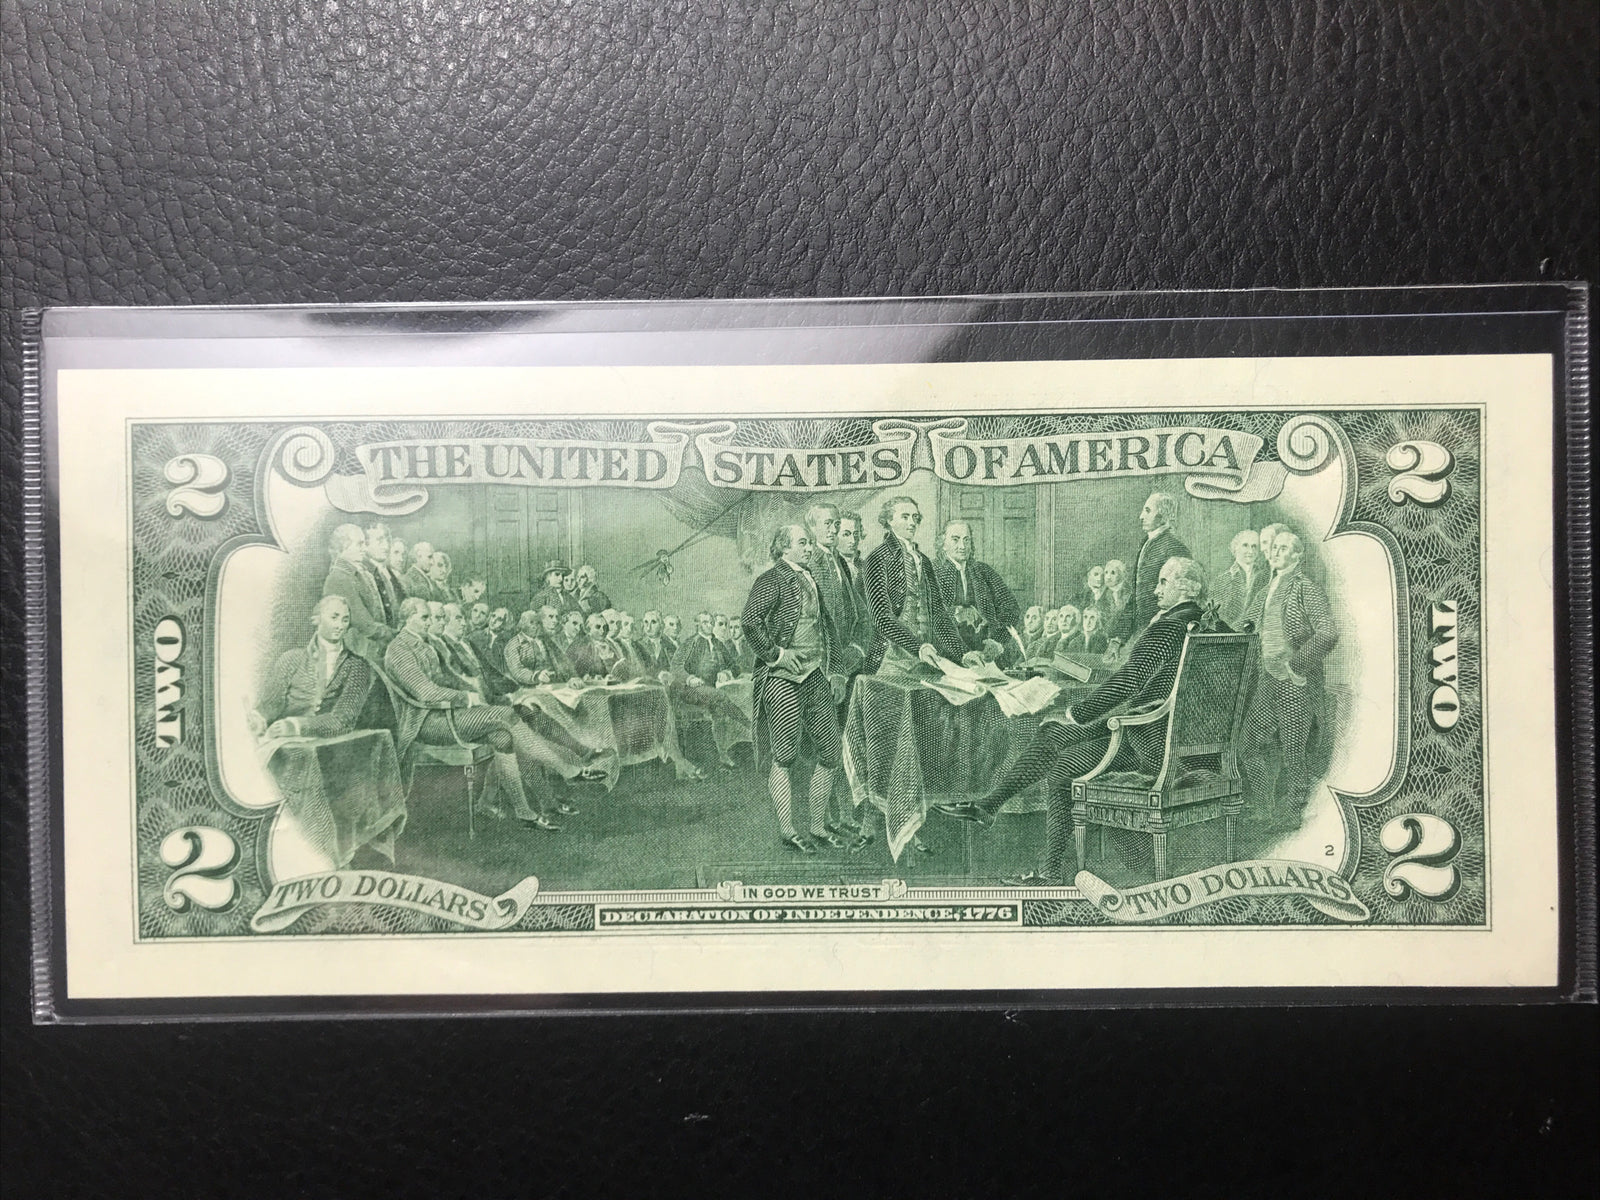 THE UNITED STATES OF AMERICA
2
2
TWO
TWO
2
2
2
TWO DOLLARS
IN GOD WE TRUST
TWO DOLLARS
DECLARATION OF INDEPENDENCE, 1776